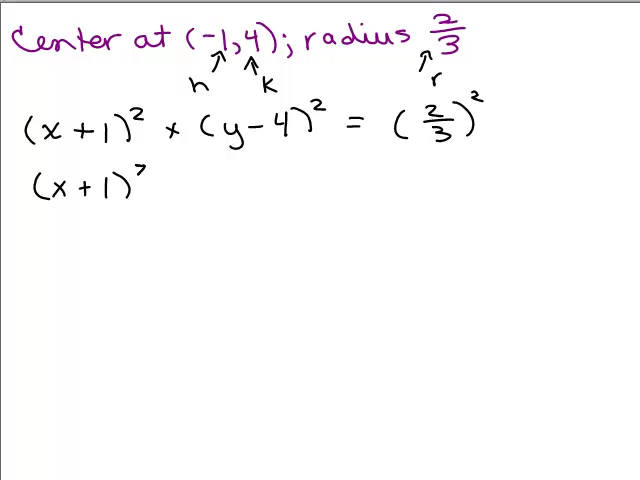 Center at (-1, 4); radius 2/3
h k r
(x + 1)² + (y - 4)² = (2/3)²
(x + 1)²